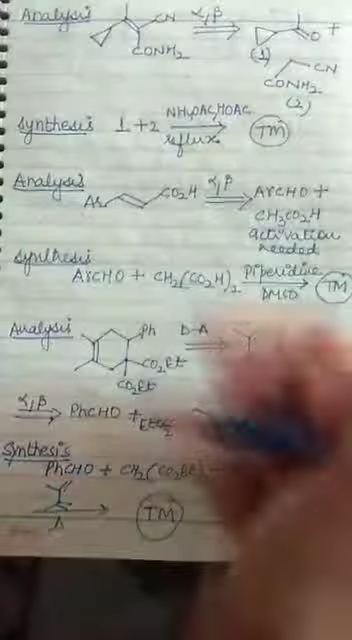 Analysis CN α,β + O
CONH2 (1) CN
CONH2
(2)
Synthesis 1 + 2 NH4OAC, HOAC TM
reflux
Analysis Ar CO2H α,β ArCHO +
CH3CO2H
activation
needed
Synthesis
ArCHO + CH2(CO2H)2 Piperidine TM
DMSO
Analysis Ph D-A
CO2Et
CO2Et
α,β PhCHO +
Synthesis
PhCHO + CH2(CO2Et)
Δ TM